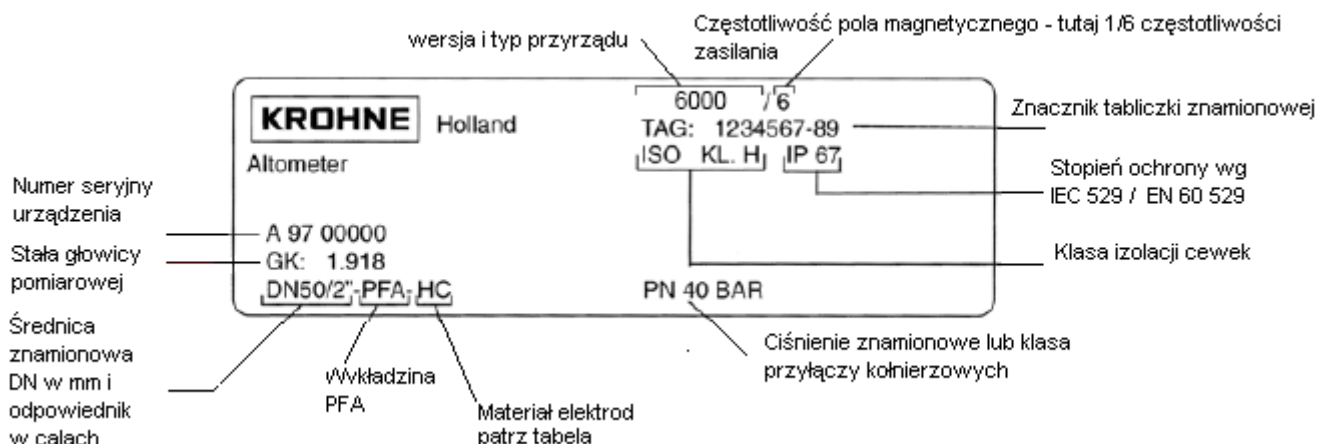 wersja i typ przyrządu
Częstotliwość pola magnetycznego - tutaj 1/6 częstotliwości
zasilania
KROHNE Holland
6000 / 6
TAG: 1234567-89
ISO KL. H IP 67
Altometer
Znacznik tabliczki znamionowej
Stopień ochrony wg
IEC 529 / EN 60 529
Klasa izolacji cewek
Numer seryjny
urządzenia
A 97 00000
Stała głowicy
pomiarowej
GK: 1.918
DN50/2"-PFA-HC
PN 40 BAR
Średnica
znamionowa
DN w mm i
odpowiednik
w calach
Wykładzina
PFA
Materiał elektrod
patrz tabela
Ciśnienie znamionowe lub klasa
przyłączy kołnierzowych